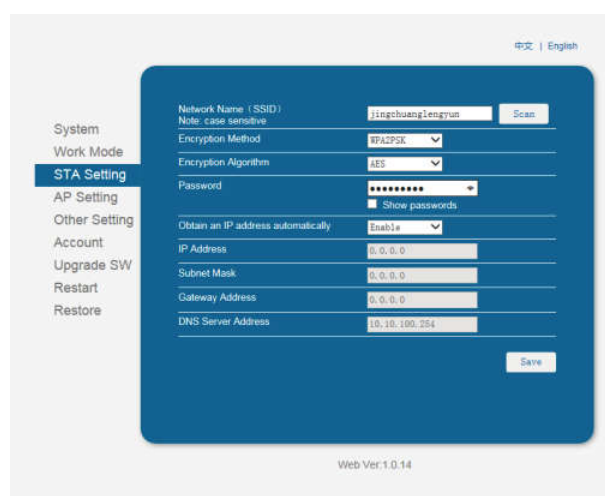 中文 | English
System
Work Mode
STA Setting
AP Setting
Other Setting
Account
Upgrade SW
Restart
Restore
Network Name（SSID）
Note: case sensitive
jingchuanglengyun
Scan
Encryption Method
WPA2PSK
Encryption Algorithm
AES
Password
●●●●●●●●●
Show passwords
Obtain an IP address automatically
Enable
IP Address
0.0.0.0
Subnet Mask
0.0.0.0
Gateway Address
0.0.0.0
DNS Server Address
10.10.100.254
Save
Web Ver:1.0.14